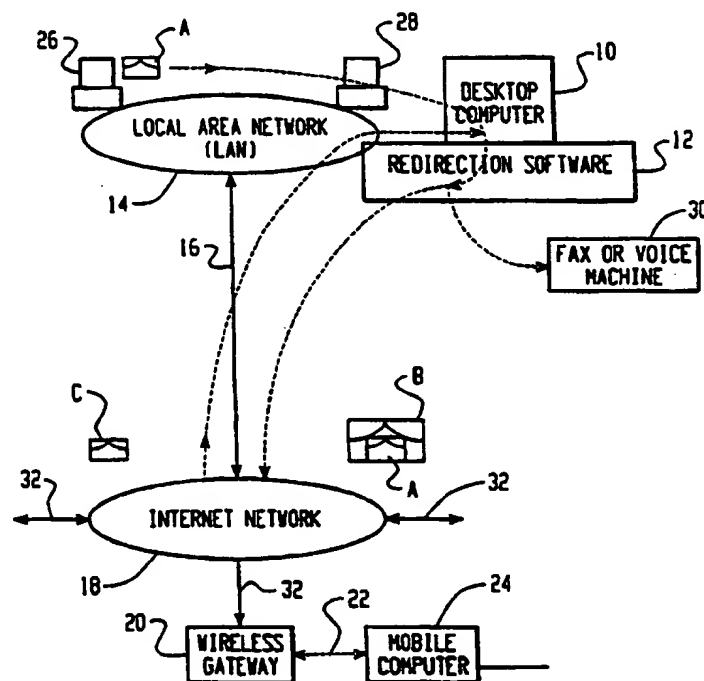 26
A
28
10
DESKTOP
COMPUTER
LOCAL AREA NETWORK
(LAN)
12
REDIRECTION SOFTWARE
14
16
30
FAX OR VOICE
MACHINE
C
B
A
32
32
INTERNET NETWORK
18
32
20
22
24
WIRELESS
GATEWAY
MOBILE
COMPUTER